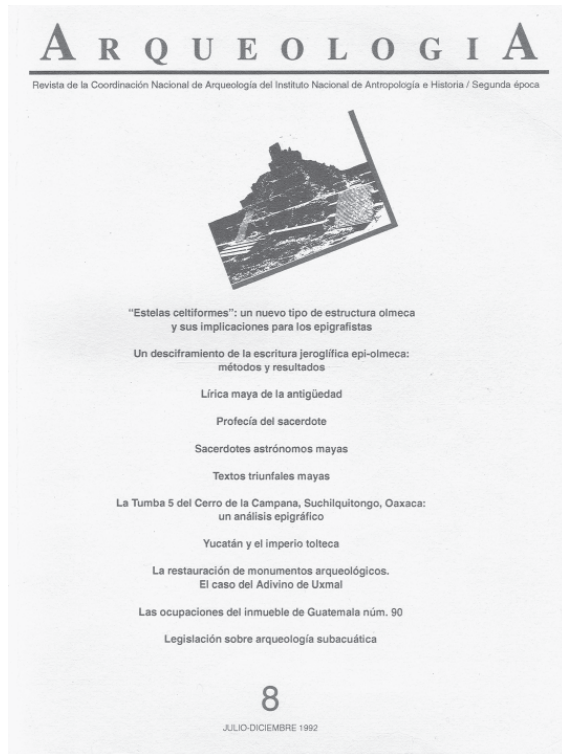 ARQUEOLOGIA
Revista de la Coordinación Nacional de Arqueología del Instituto Nacional de Antropología e Historia / Segunda época
“Estelas celtiformes”: un nuevo tipo de estructura olmeca
y sus implicaciones para los epigrafistas
Un desciframiento de la escritura jeroglífica epi-olmeca:
métodos y resultados
Lírica maya de la antigüedad
Profecía del sacerdote
Sacerdotes astrónomos mayas
Textos triunfales mayas
La Tumba 5 del Cerro de la Campana, Suchilquitongo, Oaxaca:
un análisis epigráfico
Yucatán y el imperio tolteca
La restauración de monumentos arqueológicos.
El caso del Adivino de Uxmal
Las ocupaciones del inmueble de Guatemala núm. 90
Legislación sobre arqueología subacuática
8
JULIO-DICIEMBRE 1992